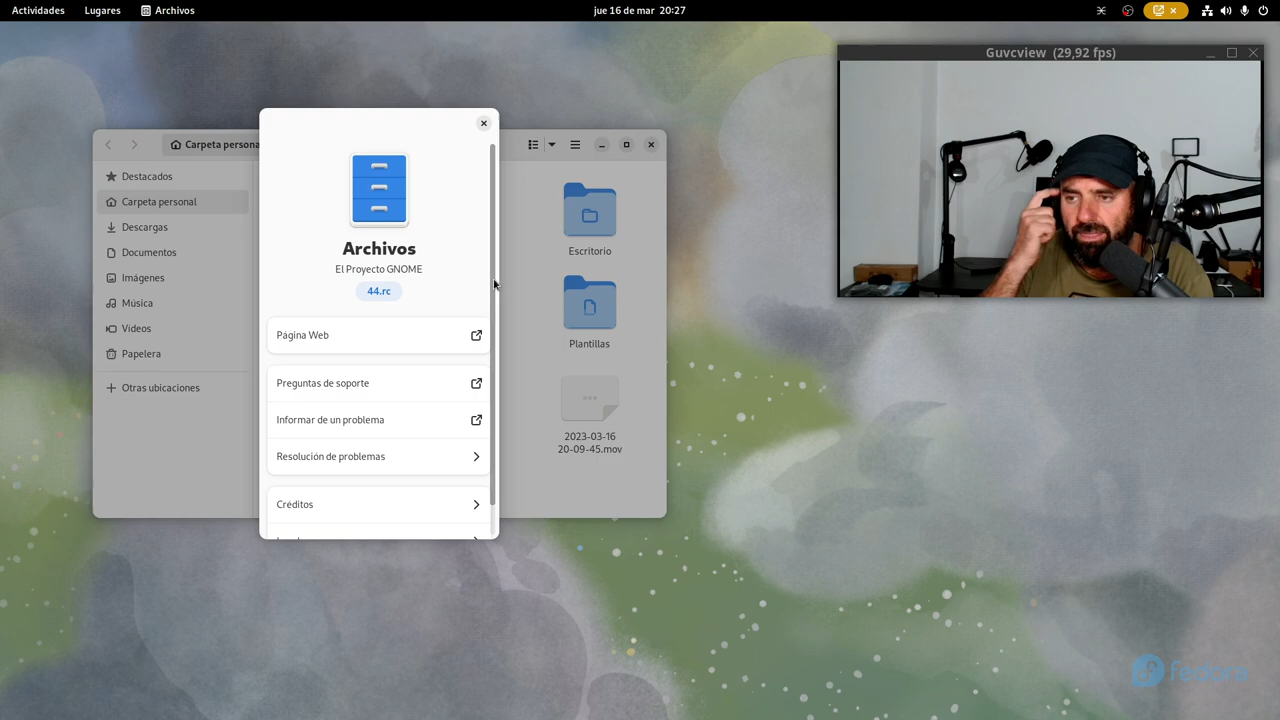 Actividades Lugares Archivos jue 16 de mar 20:27
Guvcview (29,92 fps)
Carpeta persona
Destacados
Carpeta personal
Descargas
Documentos
Imágenes
Música
Vídeos
Papelera
Otras ubicaciones
Archivos
El Proyecto GNOME
44.rc
Página Web
Preguntas de soporte
Informar de un problema
Resolución de problemas
Créditos
Escritorio
Plantillas
2023-03-16
20-09-45.mov
fedora